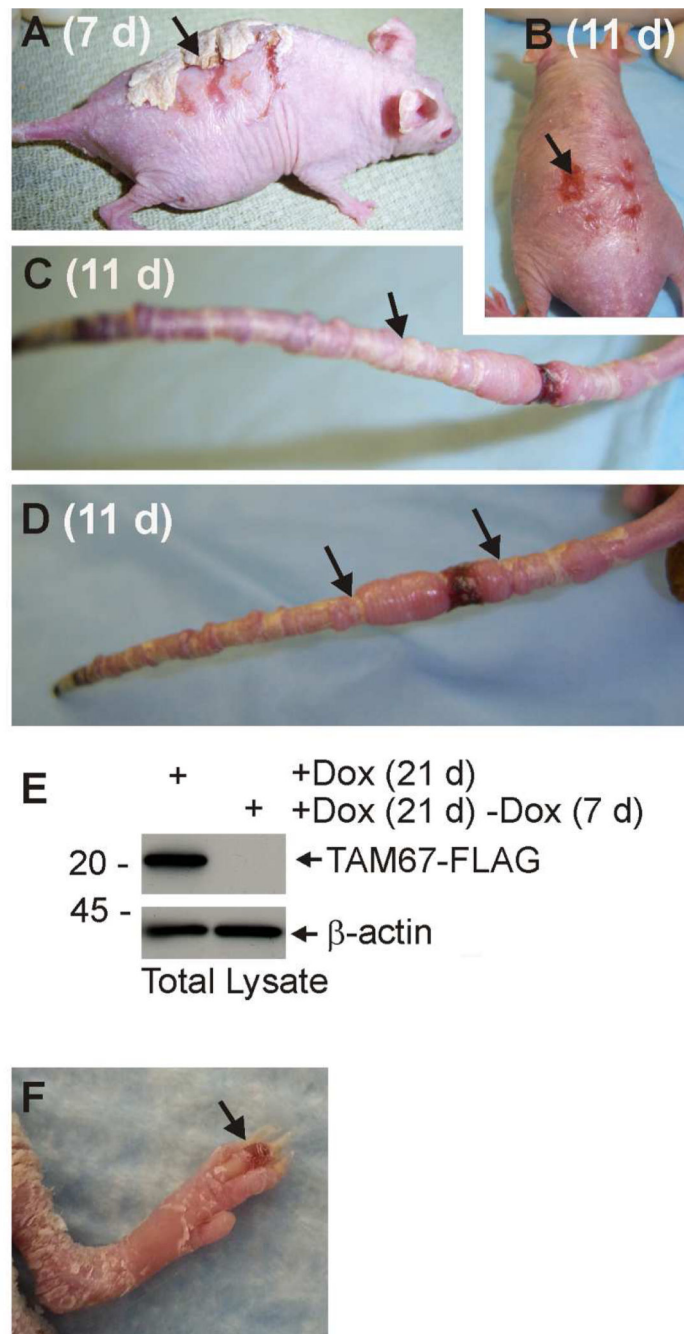 A (7 d)
B (11 d)
C (11 d)
D (11 d)
E
+ +Dox (21 d)
+ +Dox (21 d) -Dox (7 d)
20 - TAM67-FLAG
45 -
β-actin
Total Lysate
F